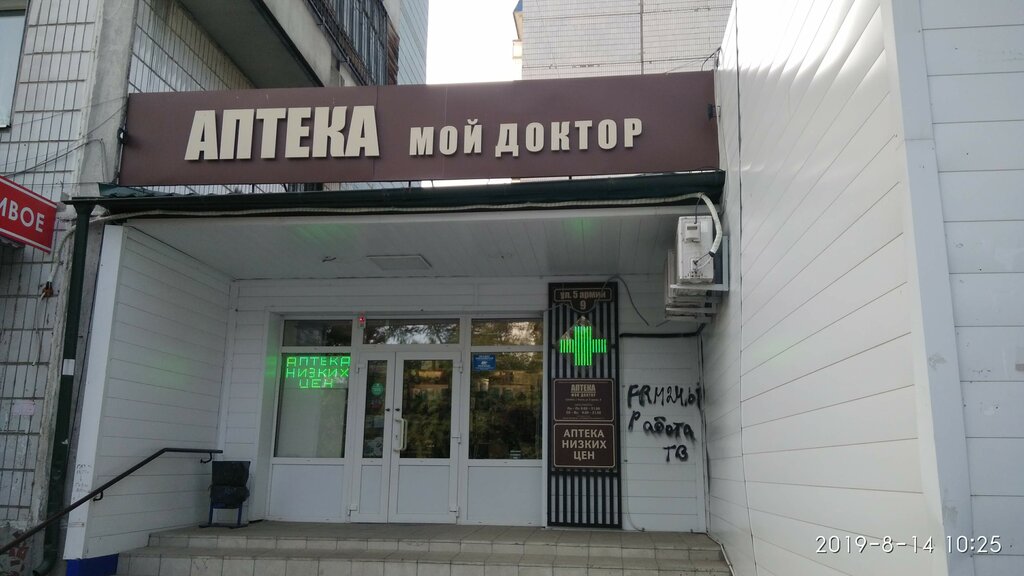 АПТЕКА МОЙ ДОКТОР
ИВОЕ
ул. 5 армии
9
АПТЕКА
НИЗКИХ
ЦЕН
АПТЕКА
МОЙ ДОКТОР
АПТЕКА
НИЗКИХ
ЦЕН
Работа
ТВ
2019-8-14 10:25